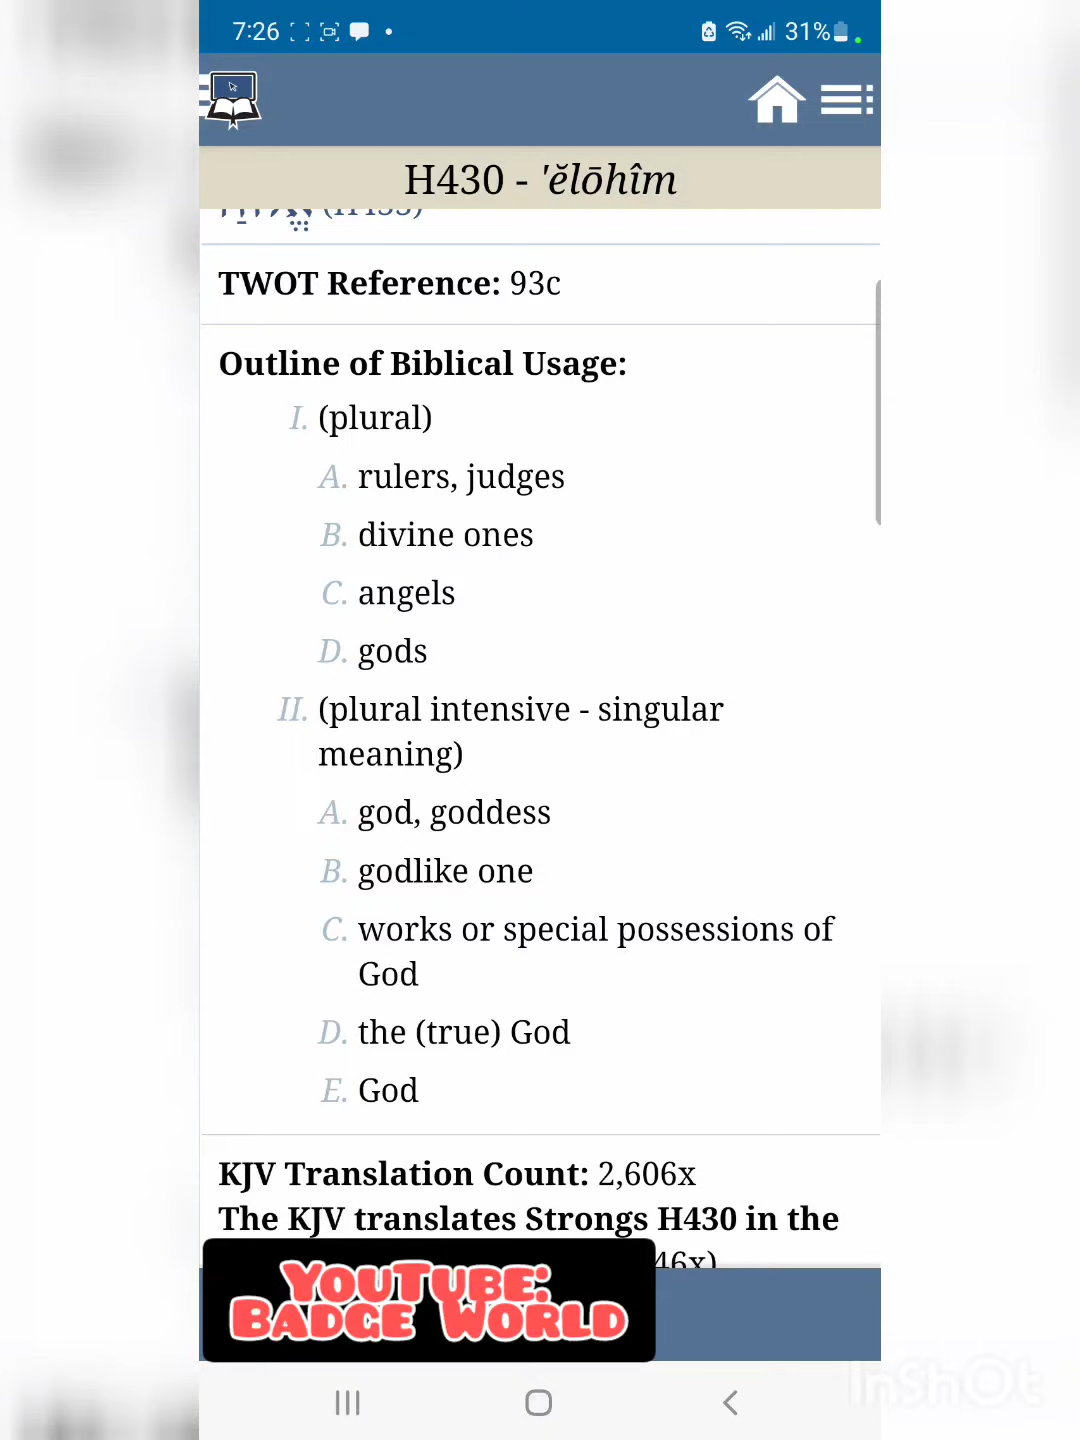 7:26
31%
H430 - 'ĕlōhîm
TWOT Reference: 93c
Outline of Biblical Usage:
I. (plural)
A. rulers, judges
B. divine ones
C. angels
D. gods
II. (plural intensive - singular
meaning)
A. god, goddess
B. godlike one
C. works or special possessions of
God
D. the (true) God
E. God
KJV Translation Count: 2,606x
The KJV translates Strongs H430 in the
46x)
YouTube:
Badge World
InShOt